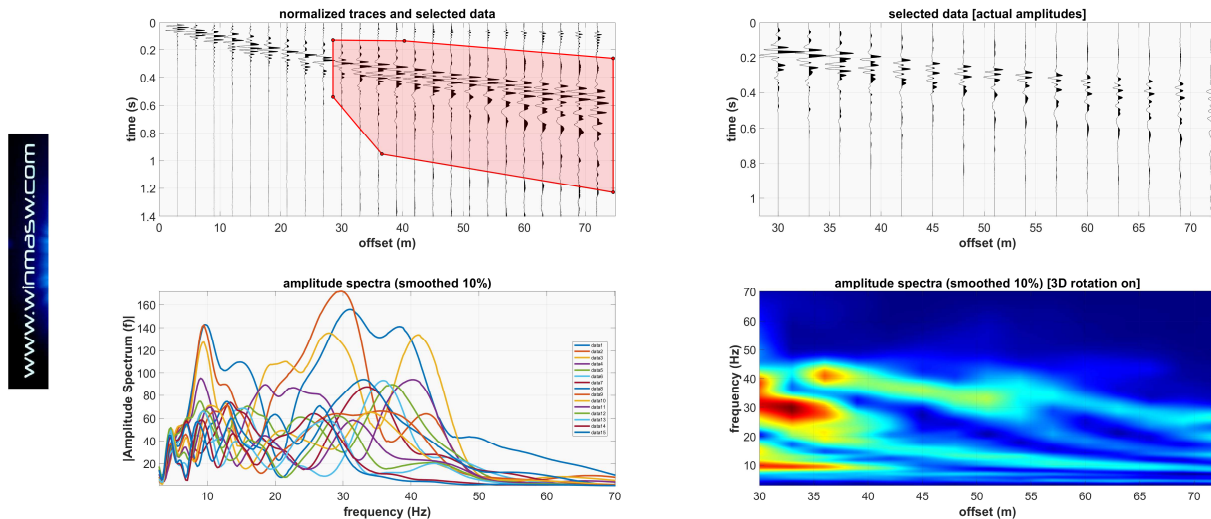 www.winmasw.com
normalized traces and selected data
0
0.2
0.4
0.6
0.8
1
1.2
1.4
time (s)
0 10 20 30 40 50 60 70
offset (m)
selected data [actual amplitudes]
0
0.2
0.4
0.6
0.8
1
time (s)
30 35 40 45 50 55 60 65 70
offset (m)
amplitude spectra (smoothed 10%)
160
140
120
100
80
60
40
20
|Amplitude Spectrum (f)|
10 20 30 40 50 60 70
frequency (Hz)
data1
data2
data3
data4
data5
data6
data7
data8
data9
data10
data11
data12
data13
data14
data15
amplitude spectra (smoothed 10%) [3D rotation on]
70
60
50
40
30
20
10
frequency (Hz)
30 35 40 45 50 55 60 65 70
offset (m)